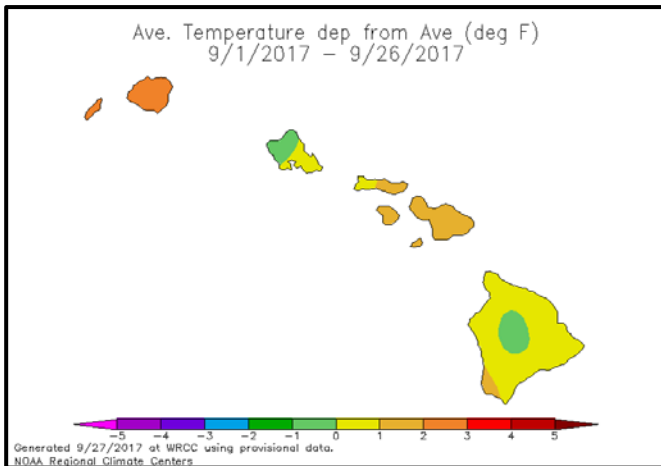 Ave. Temperature dep from Ave (deg F)
9/1/2017 – 9/26/2017
-5 -4 -3 -2 -1 0 1 2 3 4 5
Generated 9/27/2017 at WRCC using provisional data.
NOAA Regional Climate Centers